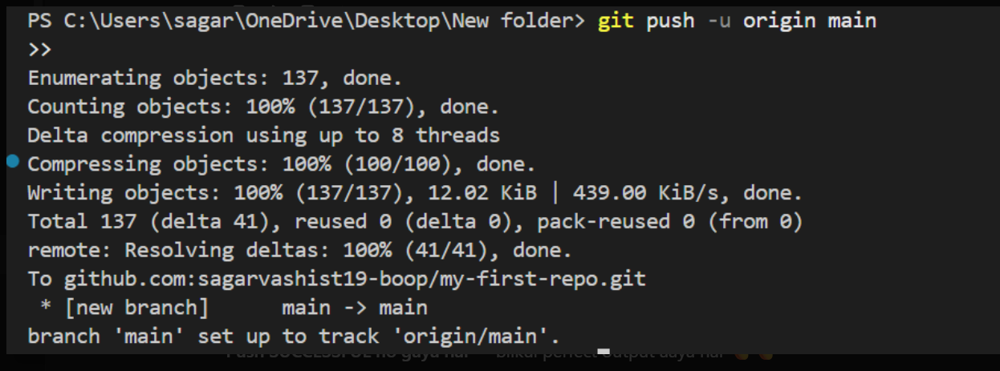 PS C:\Users\sagar\OneDrive\Desktop\New folder> git push -u origin main
>>
Enumerating objects: 137, done.
Counting objects: 100% (137/137), done.
Delta compression using up to 8 threads
Compressing objects: 100% (100/100), done.
Writing objects: 100% (137/137), 12.02 KiB | 439.00 KiB/s, done.
Total 137 (delta 41), reused 0 (delta 0), pack-reused 0 (from 0)
remote: Resolving deltas: 100% (41/41), done.
To github.com:sagarvashist19-boop/my-first-repo.git
 * [new branch]      main -> main
branch 'main' set up to track 'origin/main'.